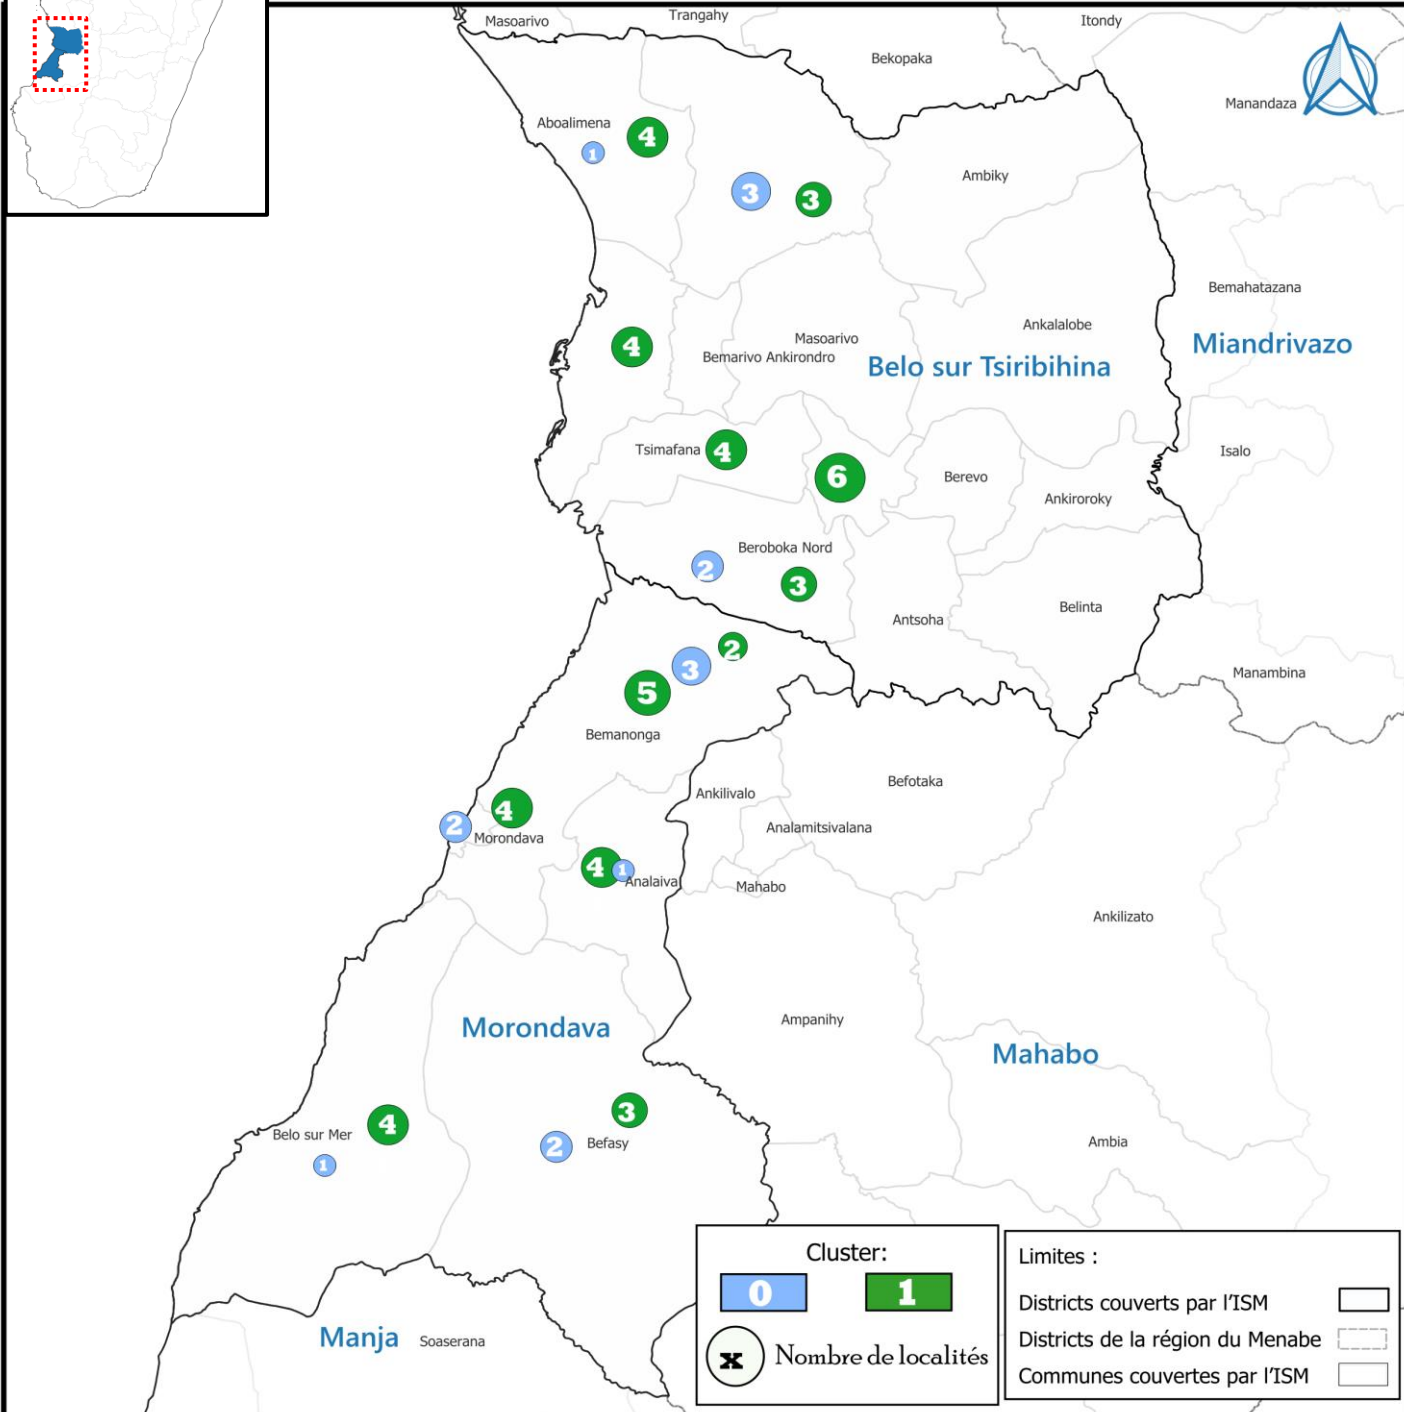 Masoarivo
Trangahy
Itondy
Bekopaka
Manandaza
Aboalimena
4
1
Ambiky
3
3
Bemahatazana
Ankalalobe
Masoarivo
4
Bemarivo Ankirondro
Belo sur Tsiribihina
Miandrivazo
Tsimafana
4
6
Berevo
Isalo
Ankiroroky
Beroboka Nord
2
3
Belinta
Antsoha
2
3
Manambina
5
Bemanonga
Befotaka
Ankilivalo
4
2
Morondava
Analamitsivalana
4
1
Analaiva
Mahabo
Ankilizato
Ampanihy
Morondava
Mahabo
3
4
Belo sur Mer
Befasy
2
Ambia
1
Manja
Soaserana
Cluster:
0
1
x
Nombre de localités
Limites :
Districts couverts par l'ISM
Districts de la région du Menabe
Communes couvertes par l'ISM